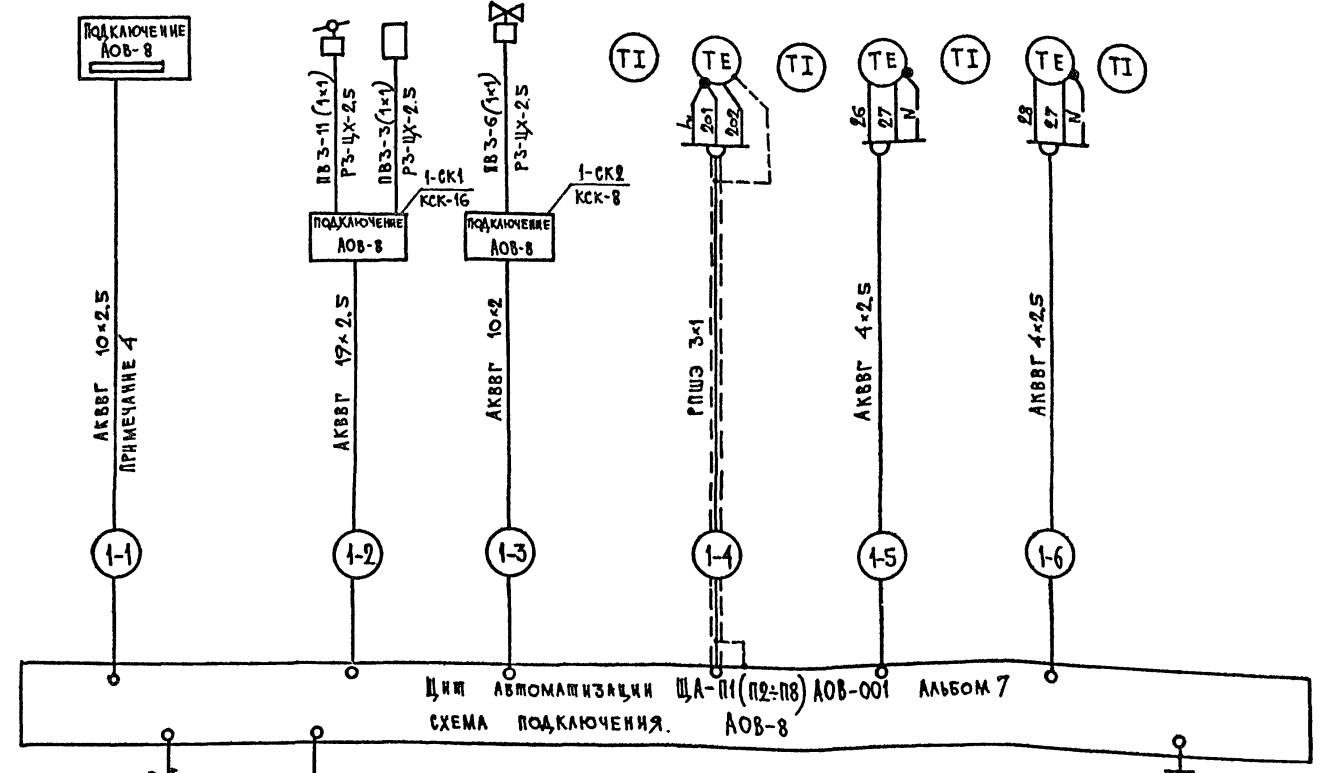 ПОДКЛЮЧЕНИЕ
АОВ-8
TI
TE
TI
TE
TI
TE
TI
ПВ3-11(1×1)
РЗ-ЦХ-2.5
ПВ3-3(1×1)
РЗ-ЦХ-2.5
ПВ3-6(1×1)
РЗ-ЦХ-2.5
201
202
26
27
N
28
27
N
1-СК1
КСК-16
1-СК2
КСК-8
ПОДКЛЮЧЕНИЕ
АОВ-8
ПОДКЛЮЧЕНИЕ
АОВ-8
АКВВГ 10×2.5
ПРИМЕЧАНИЕ 4
АКВВГ 19×2.5
АКВВГ 10×2
РПШЭ 3×1
АКВВГ 4×2.5
АКВВГ 4×2.5
1-1
1-2
1-3
1-4
1-5
1-6
ЩИТ АВТОМАТИЗАЦИИ ЩА-П1(П2÷П8) АОВ-001 АЛЬБОМ 7
СХЕМА ПОДКЛЮЧЕНИЯ. АОВ-8